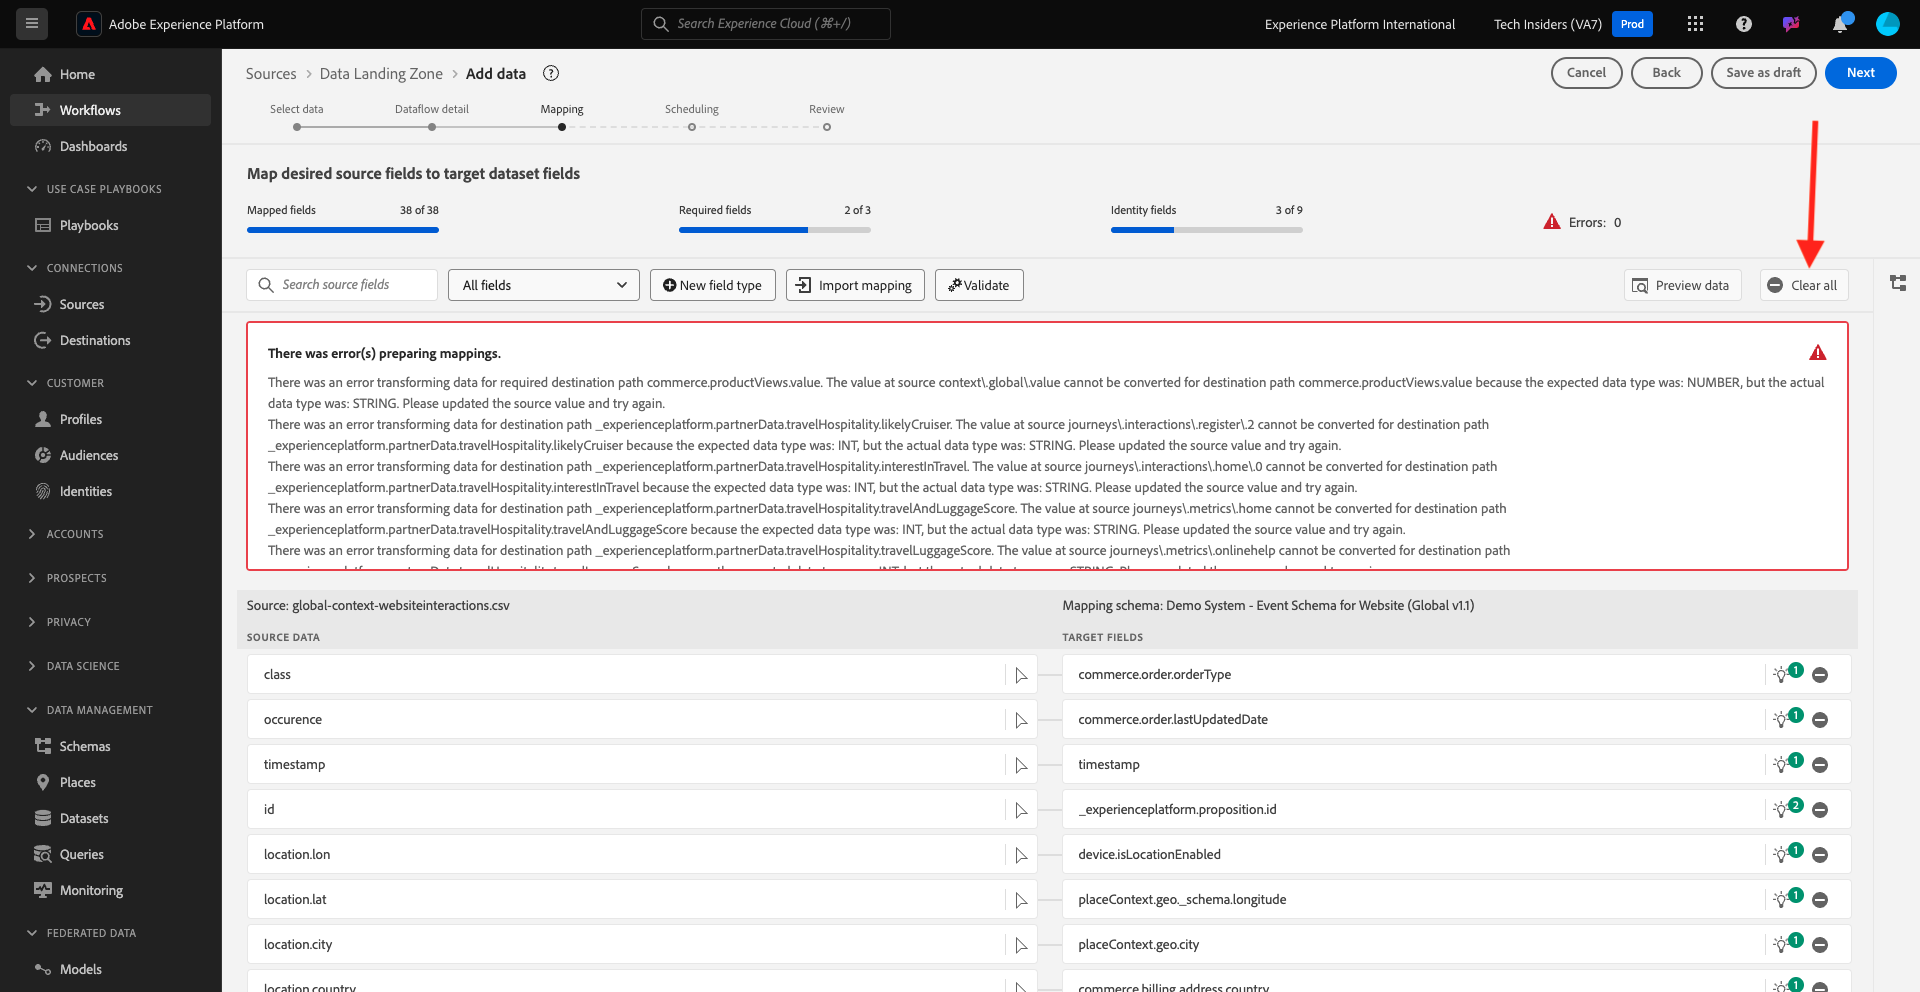 Adobe Experience Platform
Search Experience Cloud (⌘+/)
Experience Platform International
Tech Insiders (VA7)
Prod
Home
Workflows
Dashboards
USE CASE PLAYBOOKS
Playbooks
CONNECTIONS
Sources
Destinations
CUSTOMER
Profiles
Audiences
Identities
ACCOUNTS
PROSPECTS
PRIVACY
DATA SCIENCE
DATA MANAGEMENT
Schemas
Places
Datasets
Queries
Monitoring
FEDERATED DATA
Models
Sources > Data Landing Zone > Add data
Cancel
Back
Save as draft
Next
Select data
Dataflow detail
Mapping
Scheduling
Review
Map desired source fields to target dataset fields
Mapped fields 38 of 38
Required fields 2 of 3
Identity fields 3 of 9
Errors: 0
Search source fields
All fields
New field type
Import mapping
Validate
Preview data
Clear all
There was error(s) preparing mappings.
There was an error transforming data for required destination path commerce.productViews.value. The value at source context\.global\.value cannot be converted for destination path commerce.productViews.value because the expected data type was: NUMBER, but the actual
data type was: STRING. Please updated the source value and try again.
There was an error transforming data for destination path _experienceplatform.partnerData.travelHospitality.likelyCruiser. The value at source journeys\.interactions\.register\.2 cannot be converted for destination path
_experienceplatform.partnerData.travelHospitality.likelyCruiser because the expected data type was: INT, but the actual data type was: STRING. Please updated the source value and try again.
There was an error transforming data for destination path _experienceplatform.partnerData.travelHospitality.interestInTravel. The value at source journeys\.interactions\.home\.0 cannot be converted for destination path
_experienceplatform.partnerData.travelHospitality.interestInTravel because the expected data type was: INT, but the actual data type was: STRING. Please updated the source value and try again.
There was an error transforming data for destination path _experienceplatform.partnerData.travelHospitality.travelAndLuggageScore. The value at source journeys\.metrics\.home cannot be converted for destination path
_experienceplatform.partnerData.travelHospitality.travelAndLuggageScore because the expected data type was: INT, but the actual data type was: STRING. Please updated the source value and try again.
There was an error transforming data for destination path _experienceplatform.partnerData.travelHospitality.travelLuggageScore. The value at source journeys\.metrics\.onlinehelp cannot be converted for destination path
Source: global-context-websiteinteractions.csv
Mapping schema: Demo System - Event Schema for Website (Global v1.1)
SOURCE DATA
TARGET FIELDS
class
commerce.order.orderType
1
occurence
commerce.order.lastUpdatedDate
1
timestamp
timestamp
1
id
_experienceplatform.proposition.id
2
location.lon
device.isLocationEnabled
1
location.lat
placeContext.geo._schema.longitude
1
location.city
placeContext.geo.city
1
location.country
commerce.billing.address.country
1